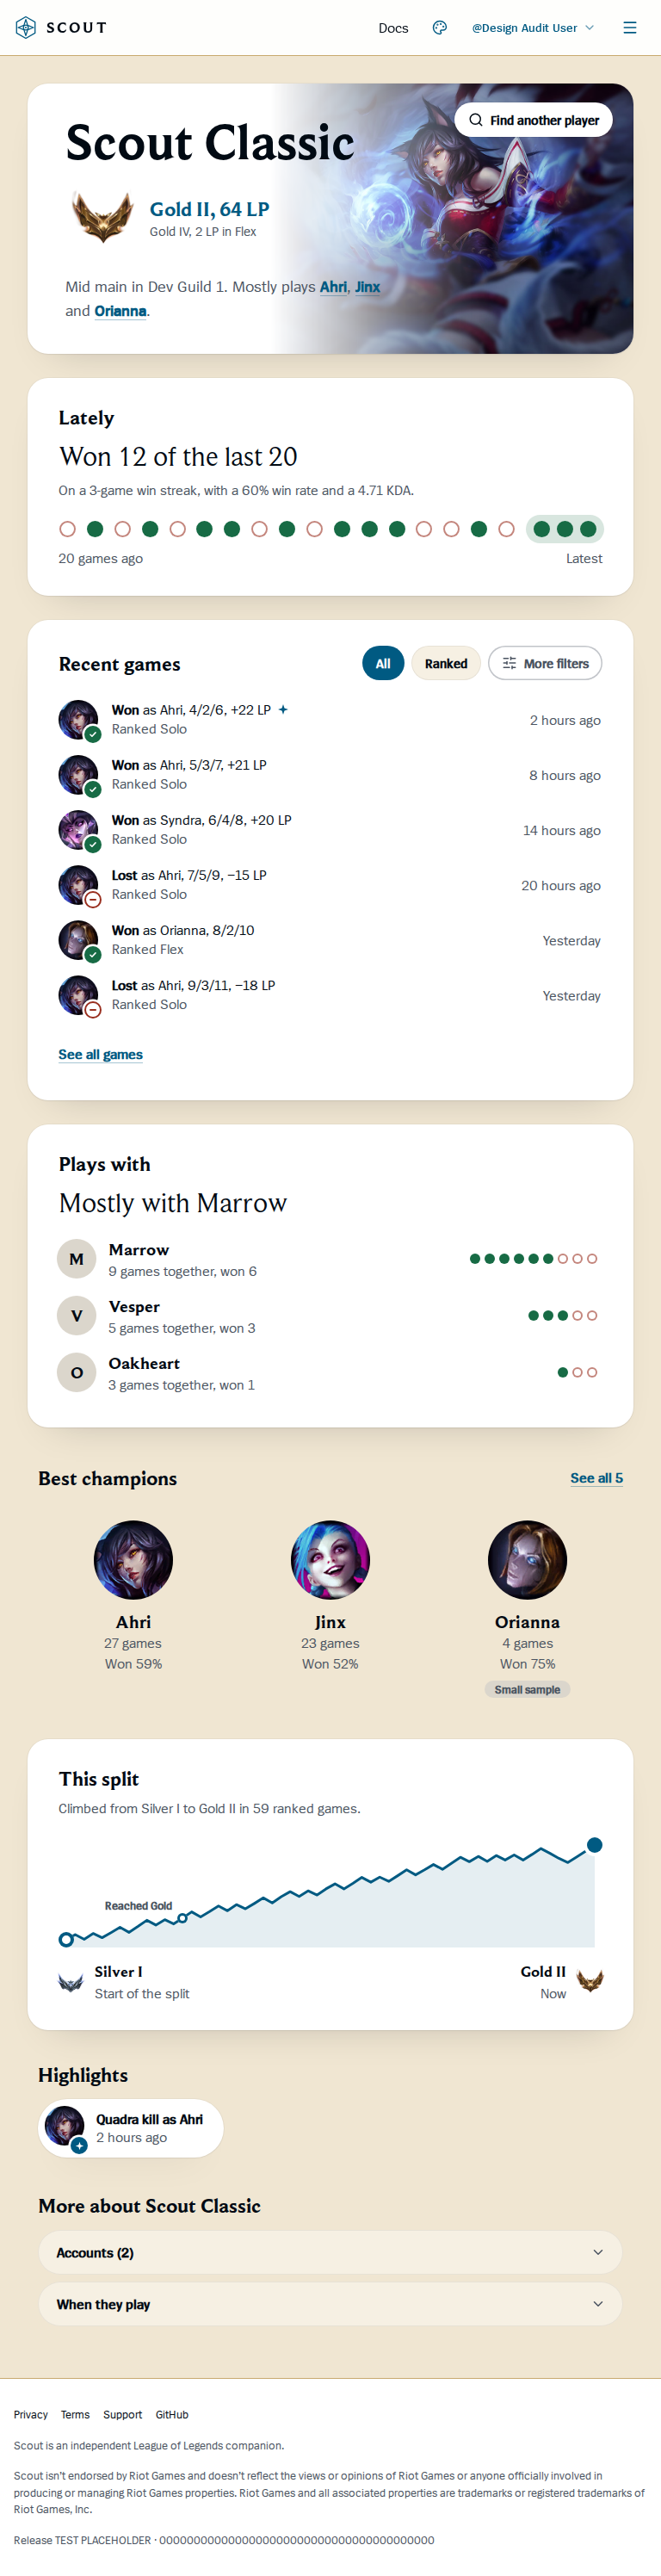 SCOUT
Docs
@Design Audit User
Find another player
Scout Classic
Gold II, 64 LP
Gold IV, 2 LP in Flex
Mid main in Dev Guild 1. Mostly plays Ahri, Jinx
and Orianna.
Lately
Won 12 of the last 20
On a 3-game win streak, with a 60% win rate and a 4.71 KDA.
20 games ago
Latest
Recent games
All
Ranked
More filters
Won as Ahri, 4/2/6, +22 LP
Ranked Solo
2 hours ago
Won as Ahri, 5/3/7, +21 LP
Ranked Solo
8 hours ago
Won as Syndra, 6/4/8, +20 LP
Ranked Solo
14 hours ago
Lost as Ahri, 7/5/9, −15 LP
Ranked Solo
20 hours ago
Won as Orianna, 8/2/10
Ranked Flex
Yesterday
Lost as Ahri, 9/3/11, −18 LP
Ranked Solo
Yesterday
See all games
Plays with
Mostly with Marrow
M
Marrow
9 games together, won 6
V
Vesper
5 games together, won 3
O
Oakheart
3 games together, won 1
Best champions
See all 5
Ahri
27 games
Won 59%
Jinx
23 games
Won 52%
Orianna
4 games
Won 75%
Small sample
This split
Climbed from Silver I to Gold II in 59 ranked games.
Reached Gold
Silver I
Start of the split
Gold II
Now
Highlights
Quadra kill as Ahri
2 hours ago
More about Scout Classic
Accounts (2)
When they play
Privacy
Terms
Support
GitHub
Scout is an independent League of Legends companion.
Scout isn't endorsed by Riot Games and doesn't reflect the views or opinions of Riot Games or anyone officially involved in
producing or managing Riot Games properties. Riot Games and all associated properties are trademarks or registered trademarks of
Riot Games, Inc.
Release TEST PLACEHOLDER · 0000000000000000000000000000000000000000